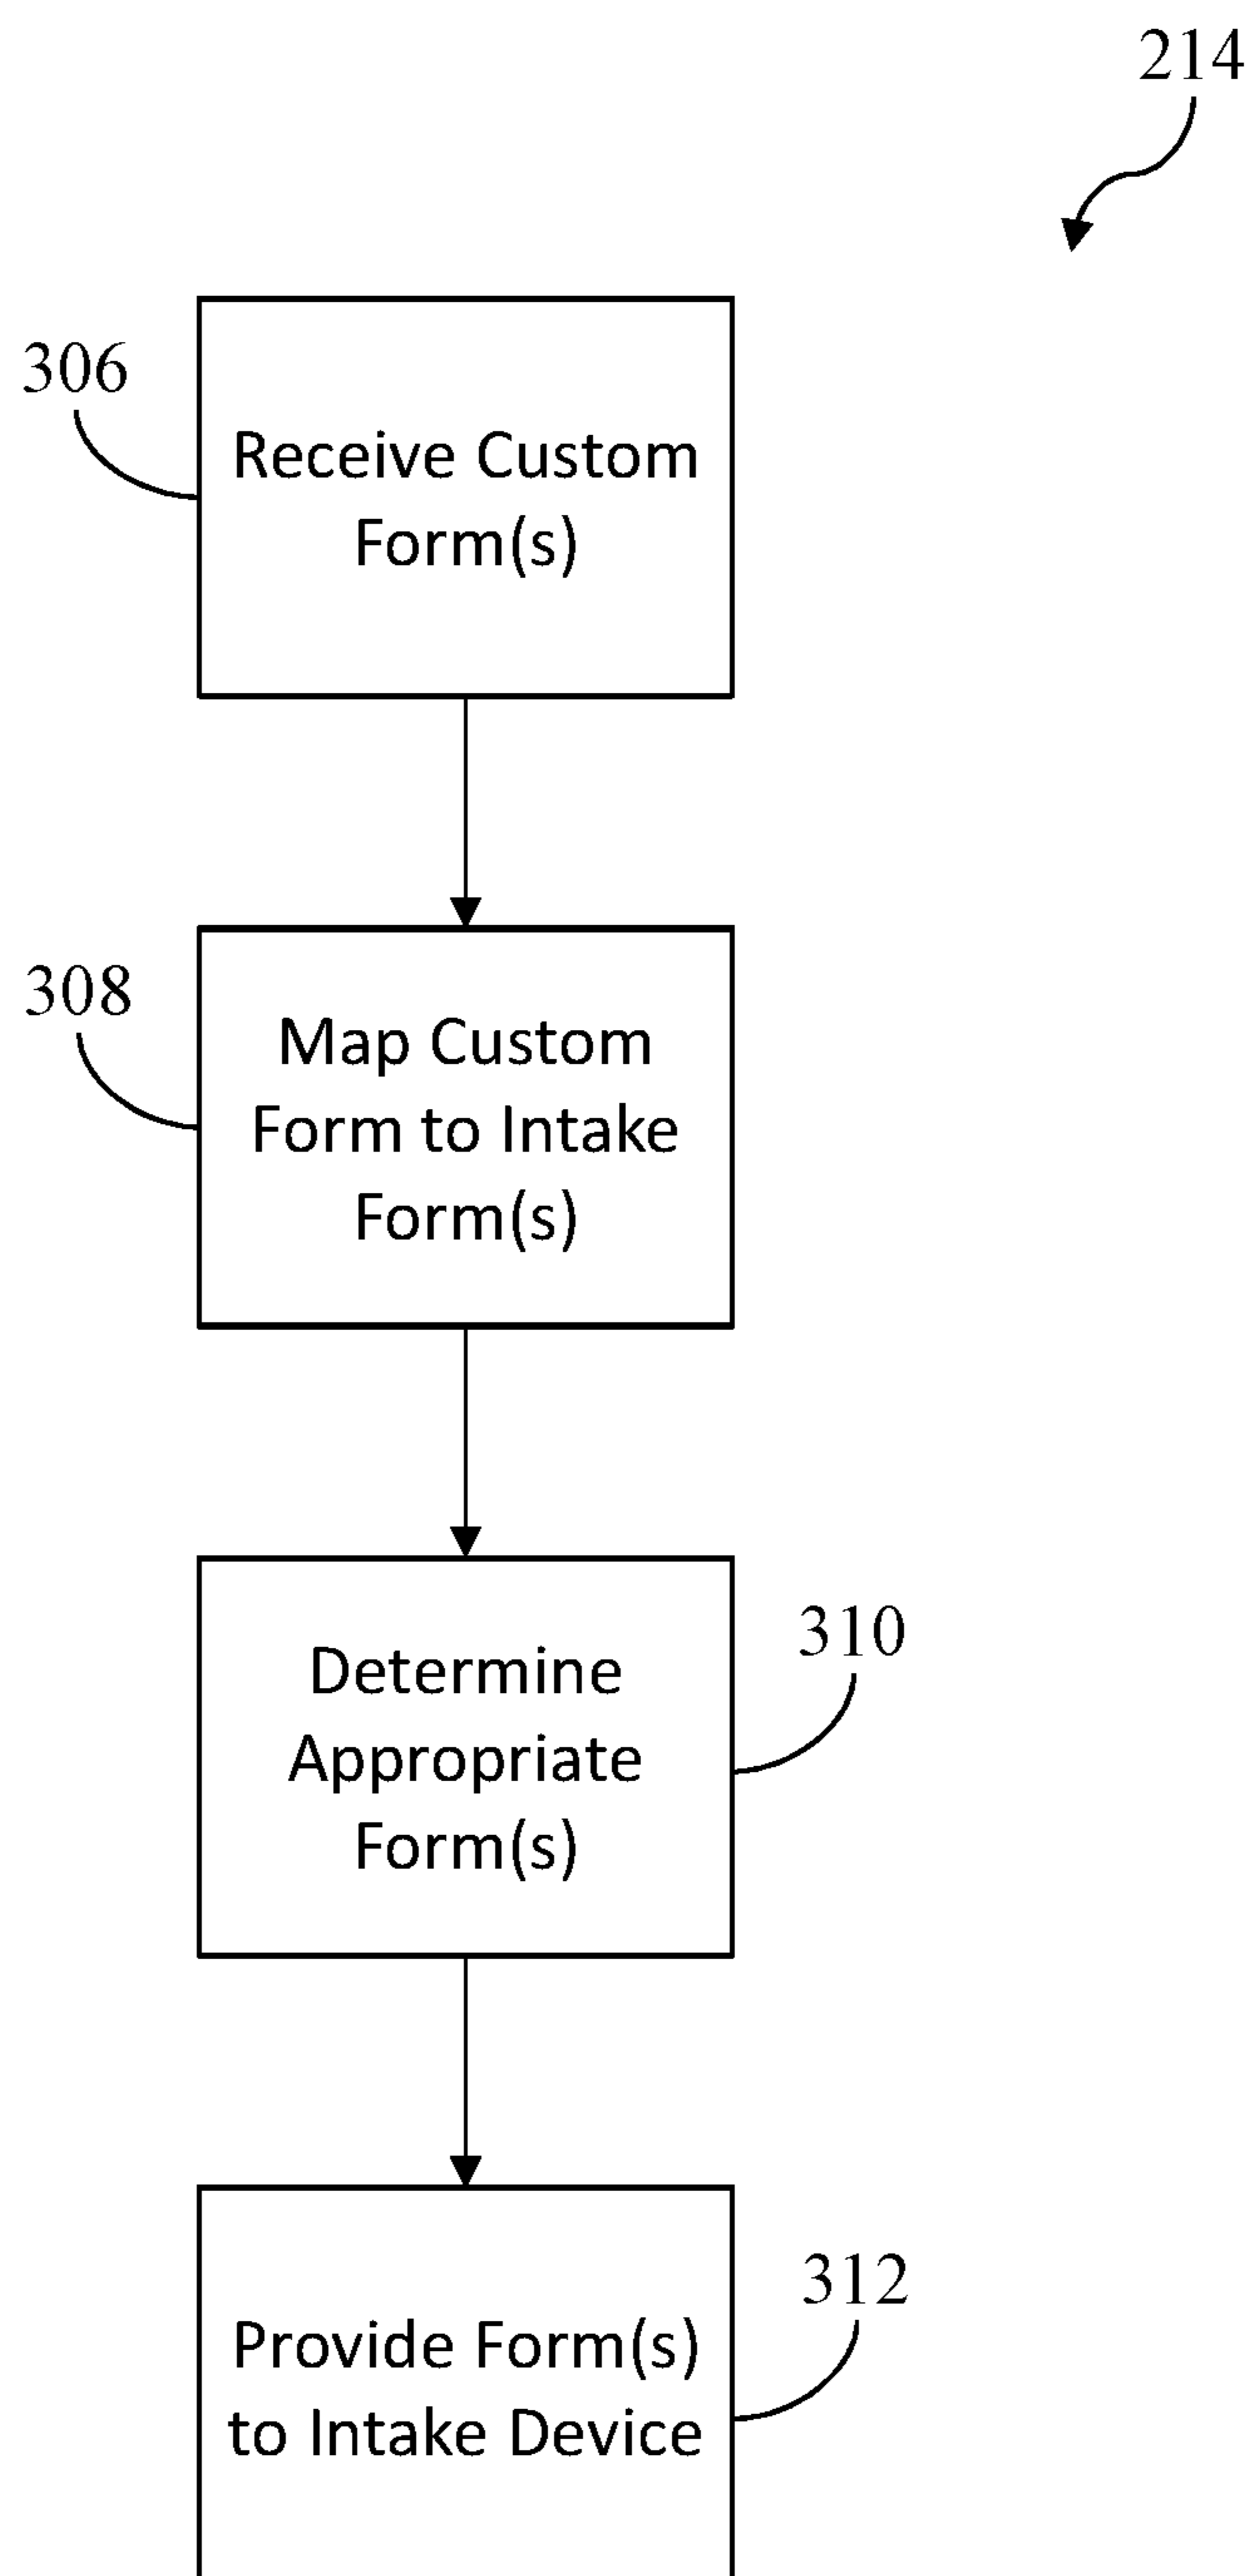 214
306
Receive Custom
Form(s)
308
Map Custom
Form to Intake
Form(s)
310
Determine
Appropriate
Form(s)
312
Provide Form(s)
to Intake Device